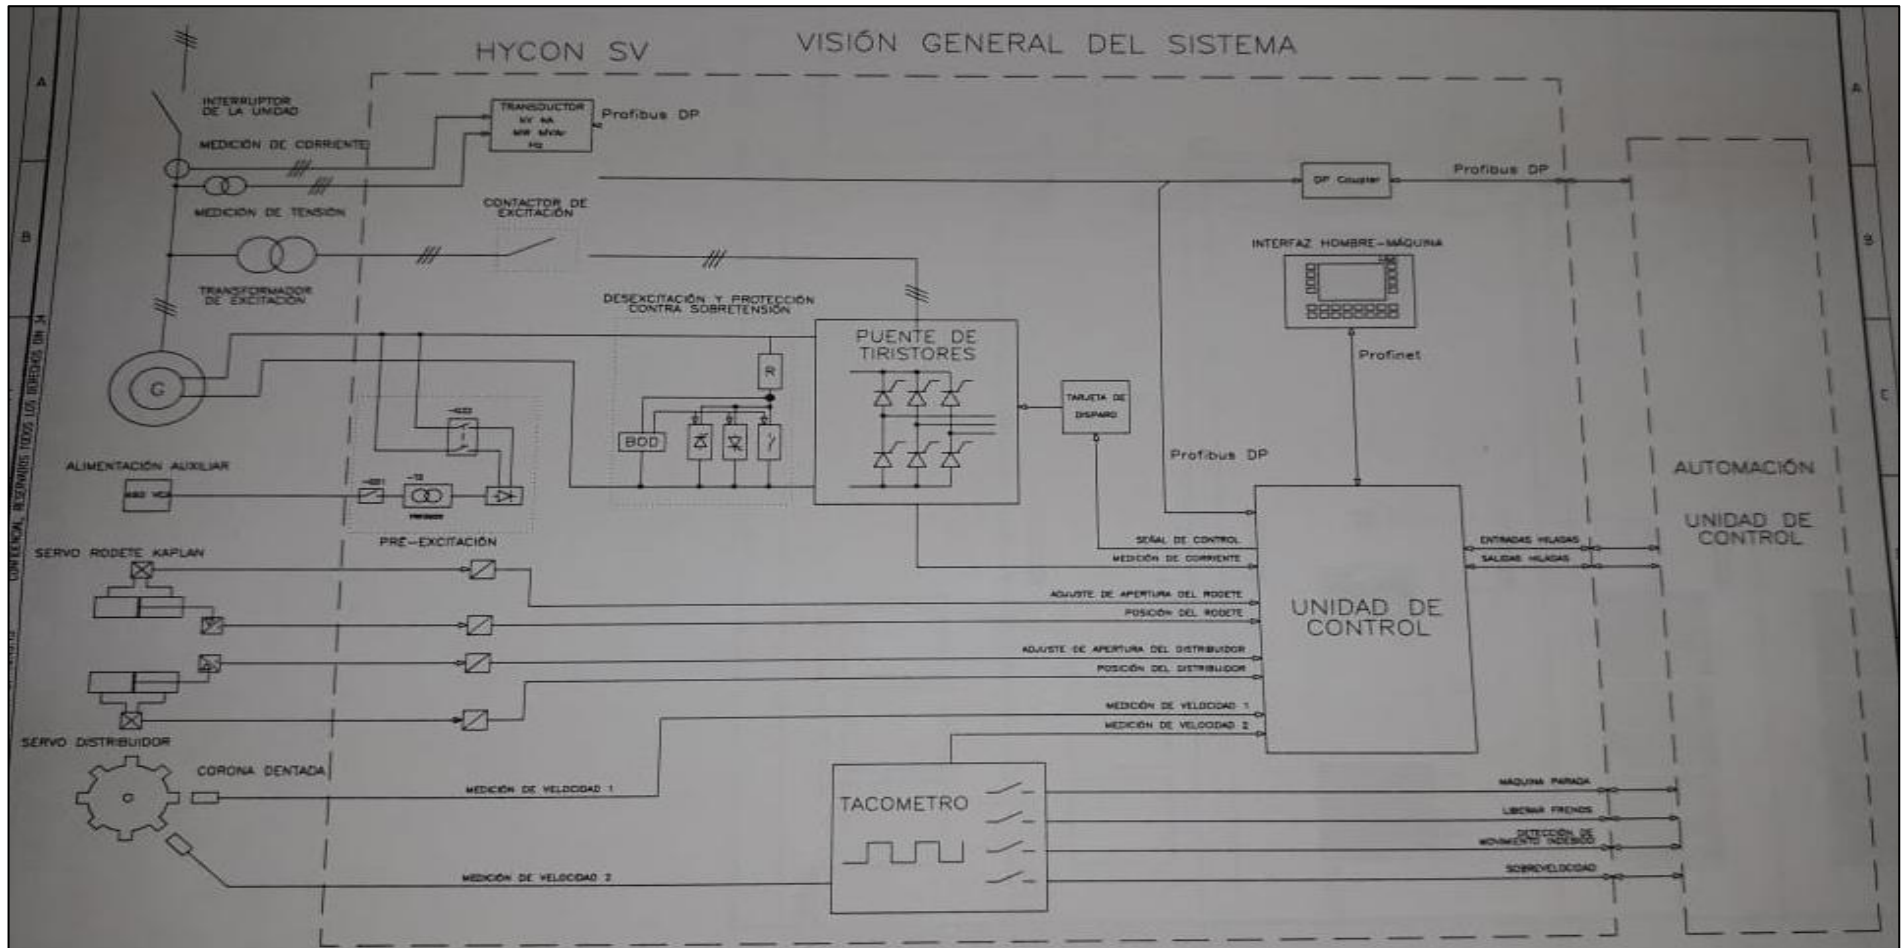 HYCON SV
VISIÓN GENERAL DEL SISTEMA
A
A
INTERRUPTOR
DE LA UNIDAD
TRANSDUCTOR
kV kA
MW MVAr
Hz
Profibus DP
MEDICIÓN DE CORRIENTE
DP Coupler
Profibus DP
MEDICIÓN DE TENSIÓN
CONTACTOR DE
EXCITACIÓN
B
B
INTERFAZ HOMBRE-MÁQUINA
TRANSFORMADOR
DE EXCITACIÓN
DESEXCITACIÓN Y PROTECCIÓN
CONTRA SOBRETENSIÓN
PUENTE DE
TIRISTORES
Profinet
G
R
C
TARJETA DE
DISPARO
BOD
Profibus DP
ALIMENTACIÓN AUXILIAR
AUTOMACIÓN
UNIDAD DE
CONTROL
PRE-EXCITACIÓN
SEÑAL DE CONTROL
MEDICIÓN DE CORRIENTE
ENTRADAS HILADAS
SALIDAS HILADAS
SERVO RODETE KAPLAN
AJUSTE DE APERTURA DEL RODETE
POSICIÓN DEL RODETE
UNIDAD DE
CONTROL
AJUSTE DE APERTURA DEL DISTRIBUIDOR
POSICIÓN DEL DISTRIBUIDOR
MEDICIÓN DE VELOCIDAD 1
MEDICIÓN DE VELOCIDAD 2
SERVO DISTRIBUIDOR
CORONA DENTADA
MEDICIÓN DE VELOCIDAD 1
TACOMETRO
MAQUINA PARADA
LIBERAR FRENOS
DETECCIÓN DE
MOVIMIENTO INDEBIDO
SOBREVELOCIDAD
MEDICIÓN DE VELOCIDAD 2